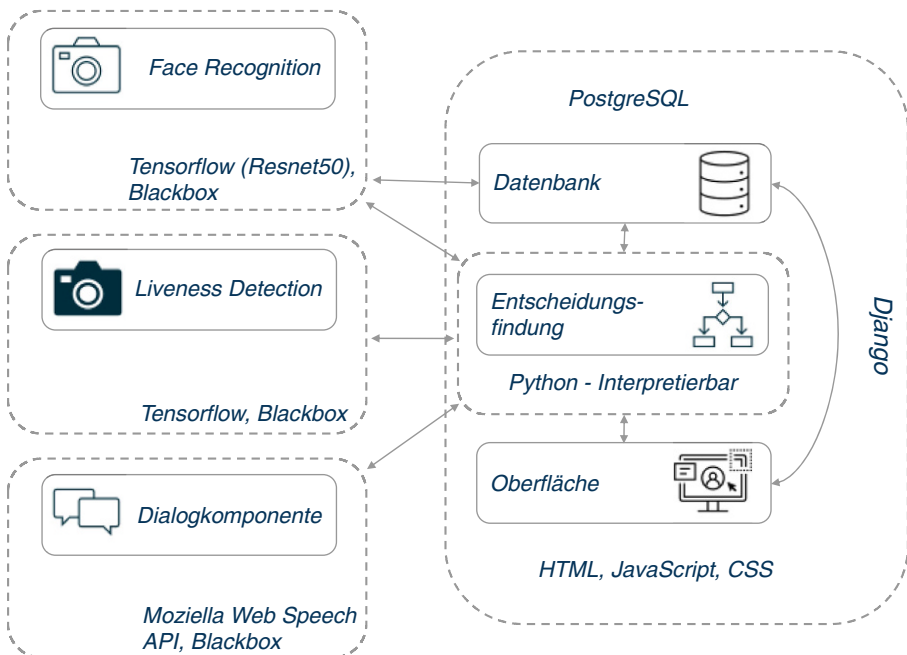 Face Recognition
Tensorflow (Resnet50),
Blackbox
Liveness Detection
Tensorflow, Blackbox
Dialogkomponente
Moziella Web Speech
API, Blackbox
PostgreSQL
Datenbank
Entscheidungs-
findung
Python - Interpretierbar
Oberfläche
HTML, JavaScript, CSS
Django